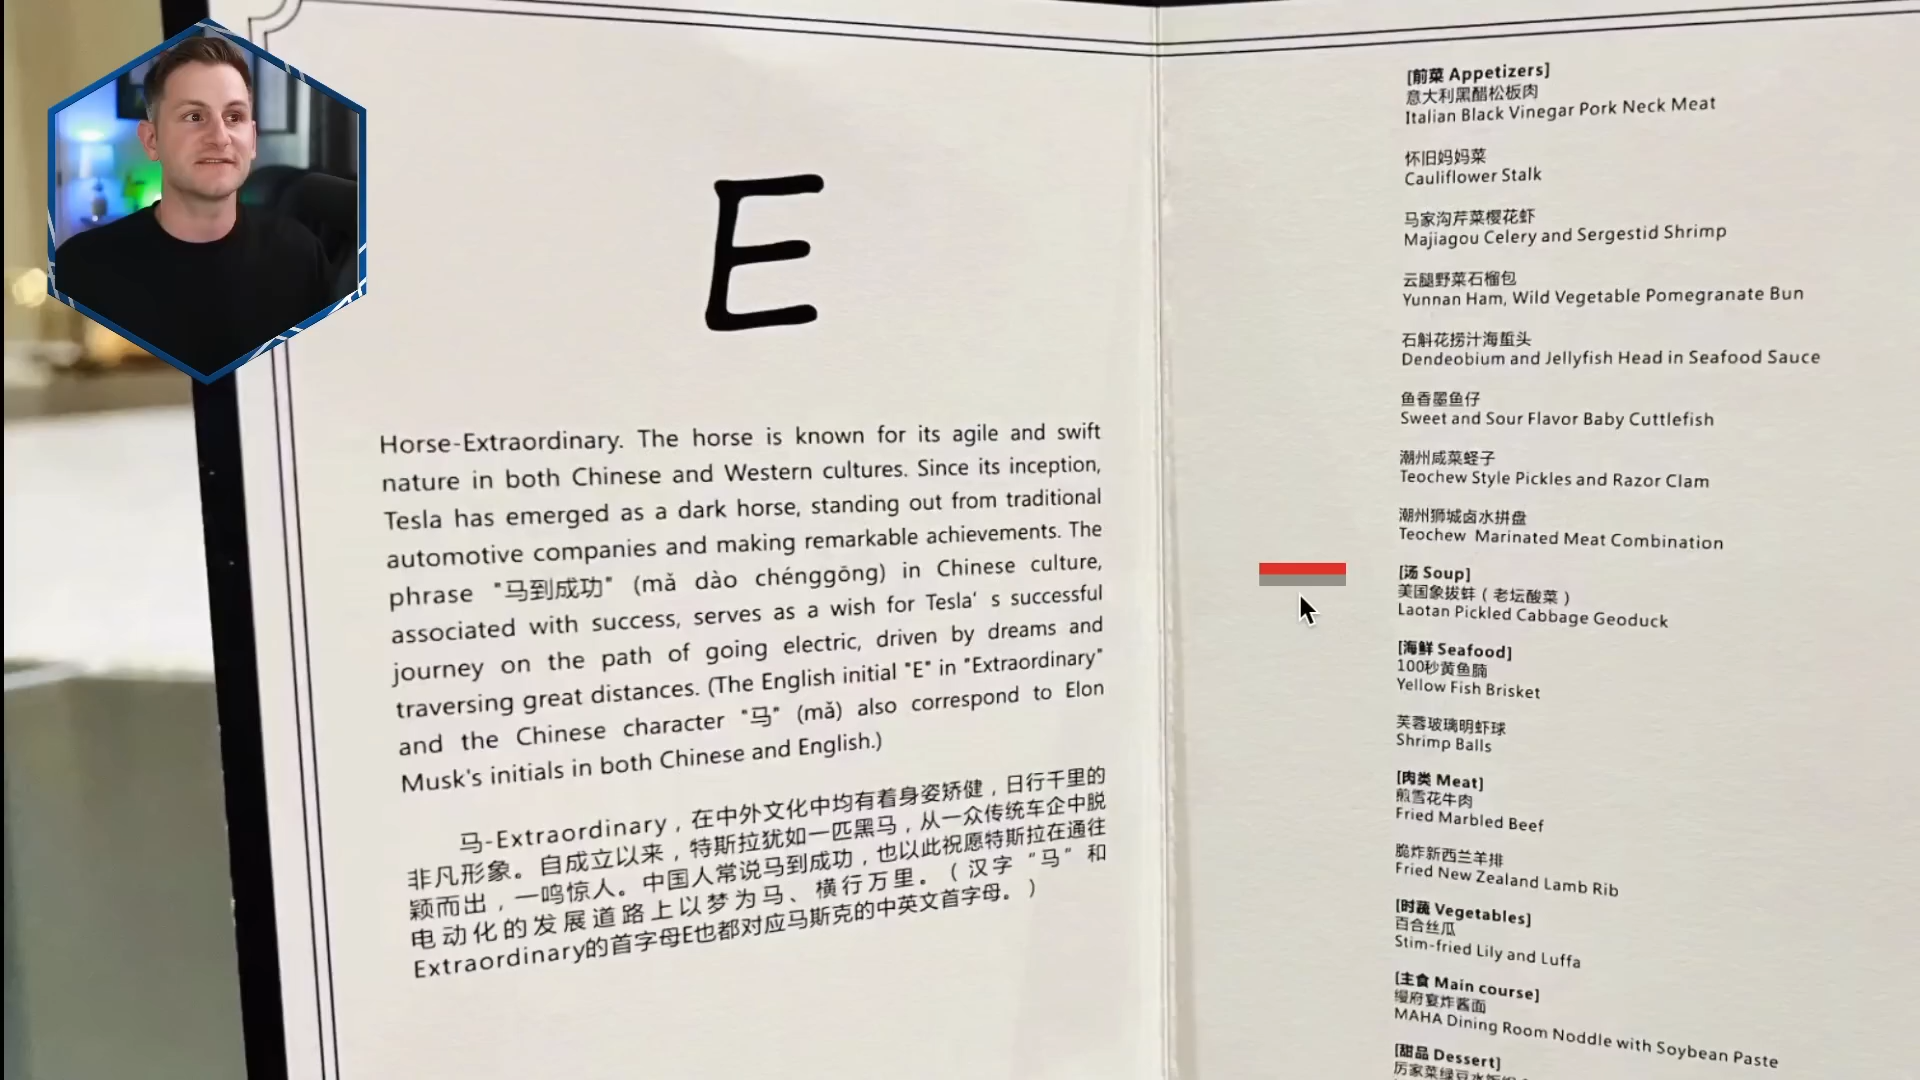 E
Horse-Extraordinary. The horse is known for its agile and swift
nature in both Chinese and Western cultures. Since its inception,
Tesla has emerged as a dark horse, standing out from traditional
automotive companies and making remarkable achievements. The
phrase "马到成功" (mǎ dào chénggōng) in Chinese culture,
associated with success, serves as a wish for Tesla' s successful
journey on the path of going electric, driven by dreams and
traversing great distances. (The English initial "E" in "Extraordinary"
and the Chinese character "马" (mǎ) also correspond to Elon
Musk's initials in both Chinese and English.)
马-Extraordinary，在中外文化中均有着身姿矫健，日行千里的
非凡形象。自成立以来，特斯拉犹如一匹黑马，从一众传统车企中脱
颖而出，一鸣惊人。中国人常说马到成功，也以此祝愿特斯拉在通往
电动化的发展道路上以梦为马、横行万里。（汉字“马”和
Extraordinary的首字母E也都对应马斯克的中英文首字母。）
[前菜 Appetizers]
意大利黑醋松板肉
Italian Black Vinegar Pork Neck Meat
怀旧妈妈菜
Cauliflower Stalk
马家沟芹菜樱花虾
Majiagou Celery and Sergestid Shrimp
云腿野菜石榴包
Yunnan Ham, Wild Vegetable Pomegranate Bun
石斛花捞汁海蜇头
Dendeobium and Jellyfish Head in Seafood Sauce
鱼香墨鱼仔
Sweet and Sour Flavor Baby Cuttlefish
潮州咸菜蛏子
Teochew Style Pickles and Razor Clam
潮州狮城卤水拼盘
Teochew Marinated Meat Combination
[汤 Soup]
美国象拔蚌（老坛酸菜）
Laotan Pickled Cabbage Geoduck
[海鲜 Seafood]
100秒黄鱼腩
Yellow Fish Brisket
芙蓉玻璃明虾球
Shrimp Balls
[肉类 Meat]
煎雪花牛肉
Fried Marbled Beef
脆炸新西兰羊排
Fried New Zealand Lamb Rib
[时蔬 Vegetables]
百合丝瓜
Stim-fried Lily and Luffa
[主食 Main course]
缦府宴炸酱面
MAHA Dining Room Noddle with Soybean Paste
[甜品 Dessert]
厉家菜绿豆